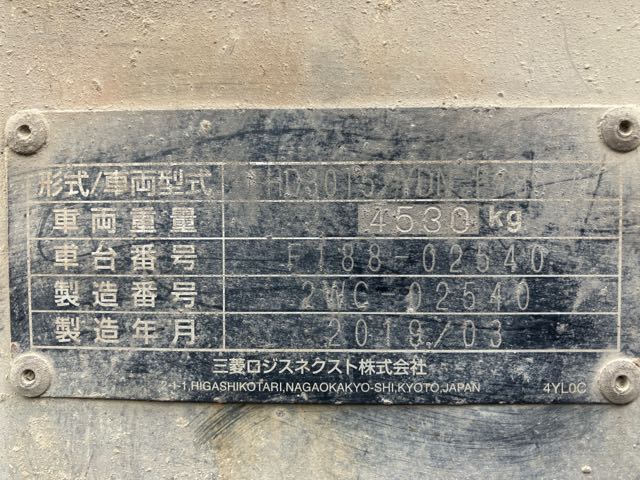 形式/車両型式
車両重量 4530 kg
車台番号 F188-02540
製造番号 2WC-02540
製造年月 2019/03
三菱ロジスネクスト株式会社
2-1-1,HIGASHIKOTARI,NAGAOKAKYO-SHI,KYOTO,JAPAN 4YL0C